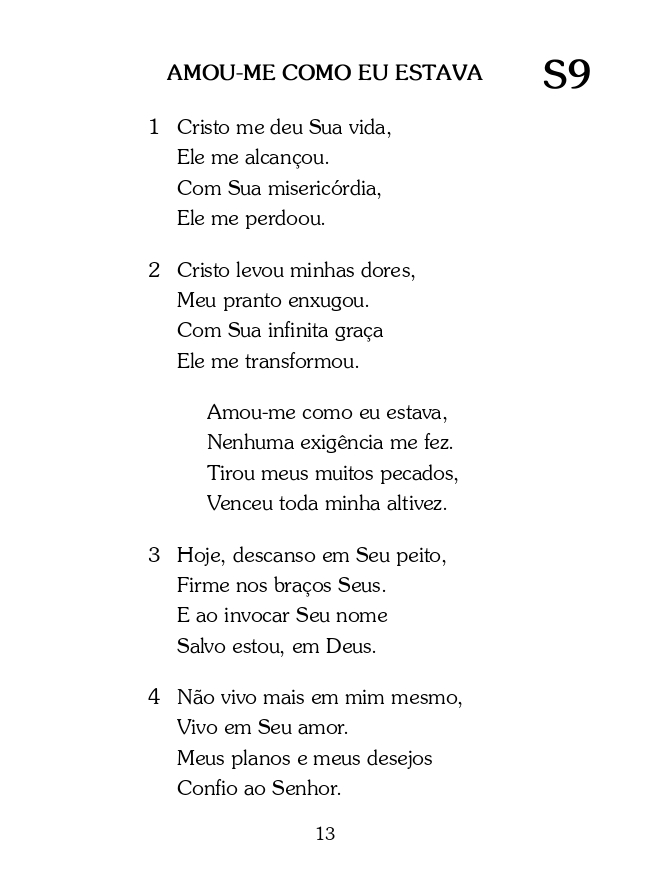 AMOU-ME COMO EU ESTAVA S9
1 Cristo me deu Sua vida,
Ele me alcançou.
Com Sua misericórdia,
Ele me perdoou.
2 Cristo levou minhas dores,
Meu pranto enxugou.
Com Sua infinita graça
Ele me transformou.
Amou-me como eu estava,
Nenhuma exigência me fez.
Tirou meus muitos pecados,
Venceu toda minha altivez.
3 Hoje, descanso em Seu peito,
Firme nos braços Seus.
E ao invocar Seu nome
Salvo estou, em Deus.
4 Não vivo mais em mim mesmo,
Vivo em Seu amor.
Meus planos e meus desejos
Confio ao Senhor.
13